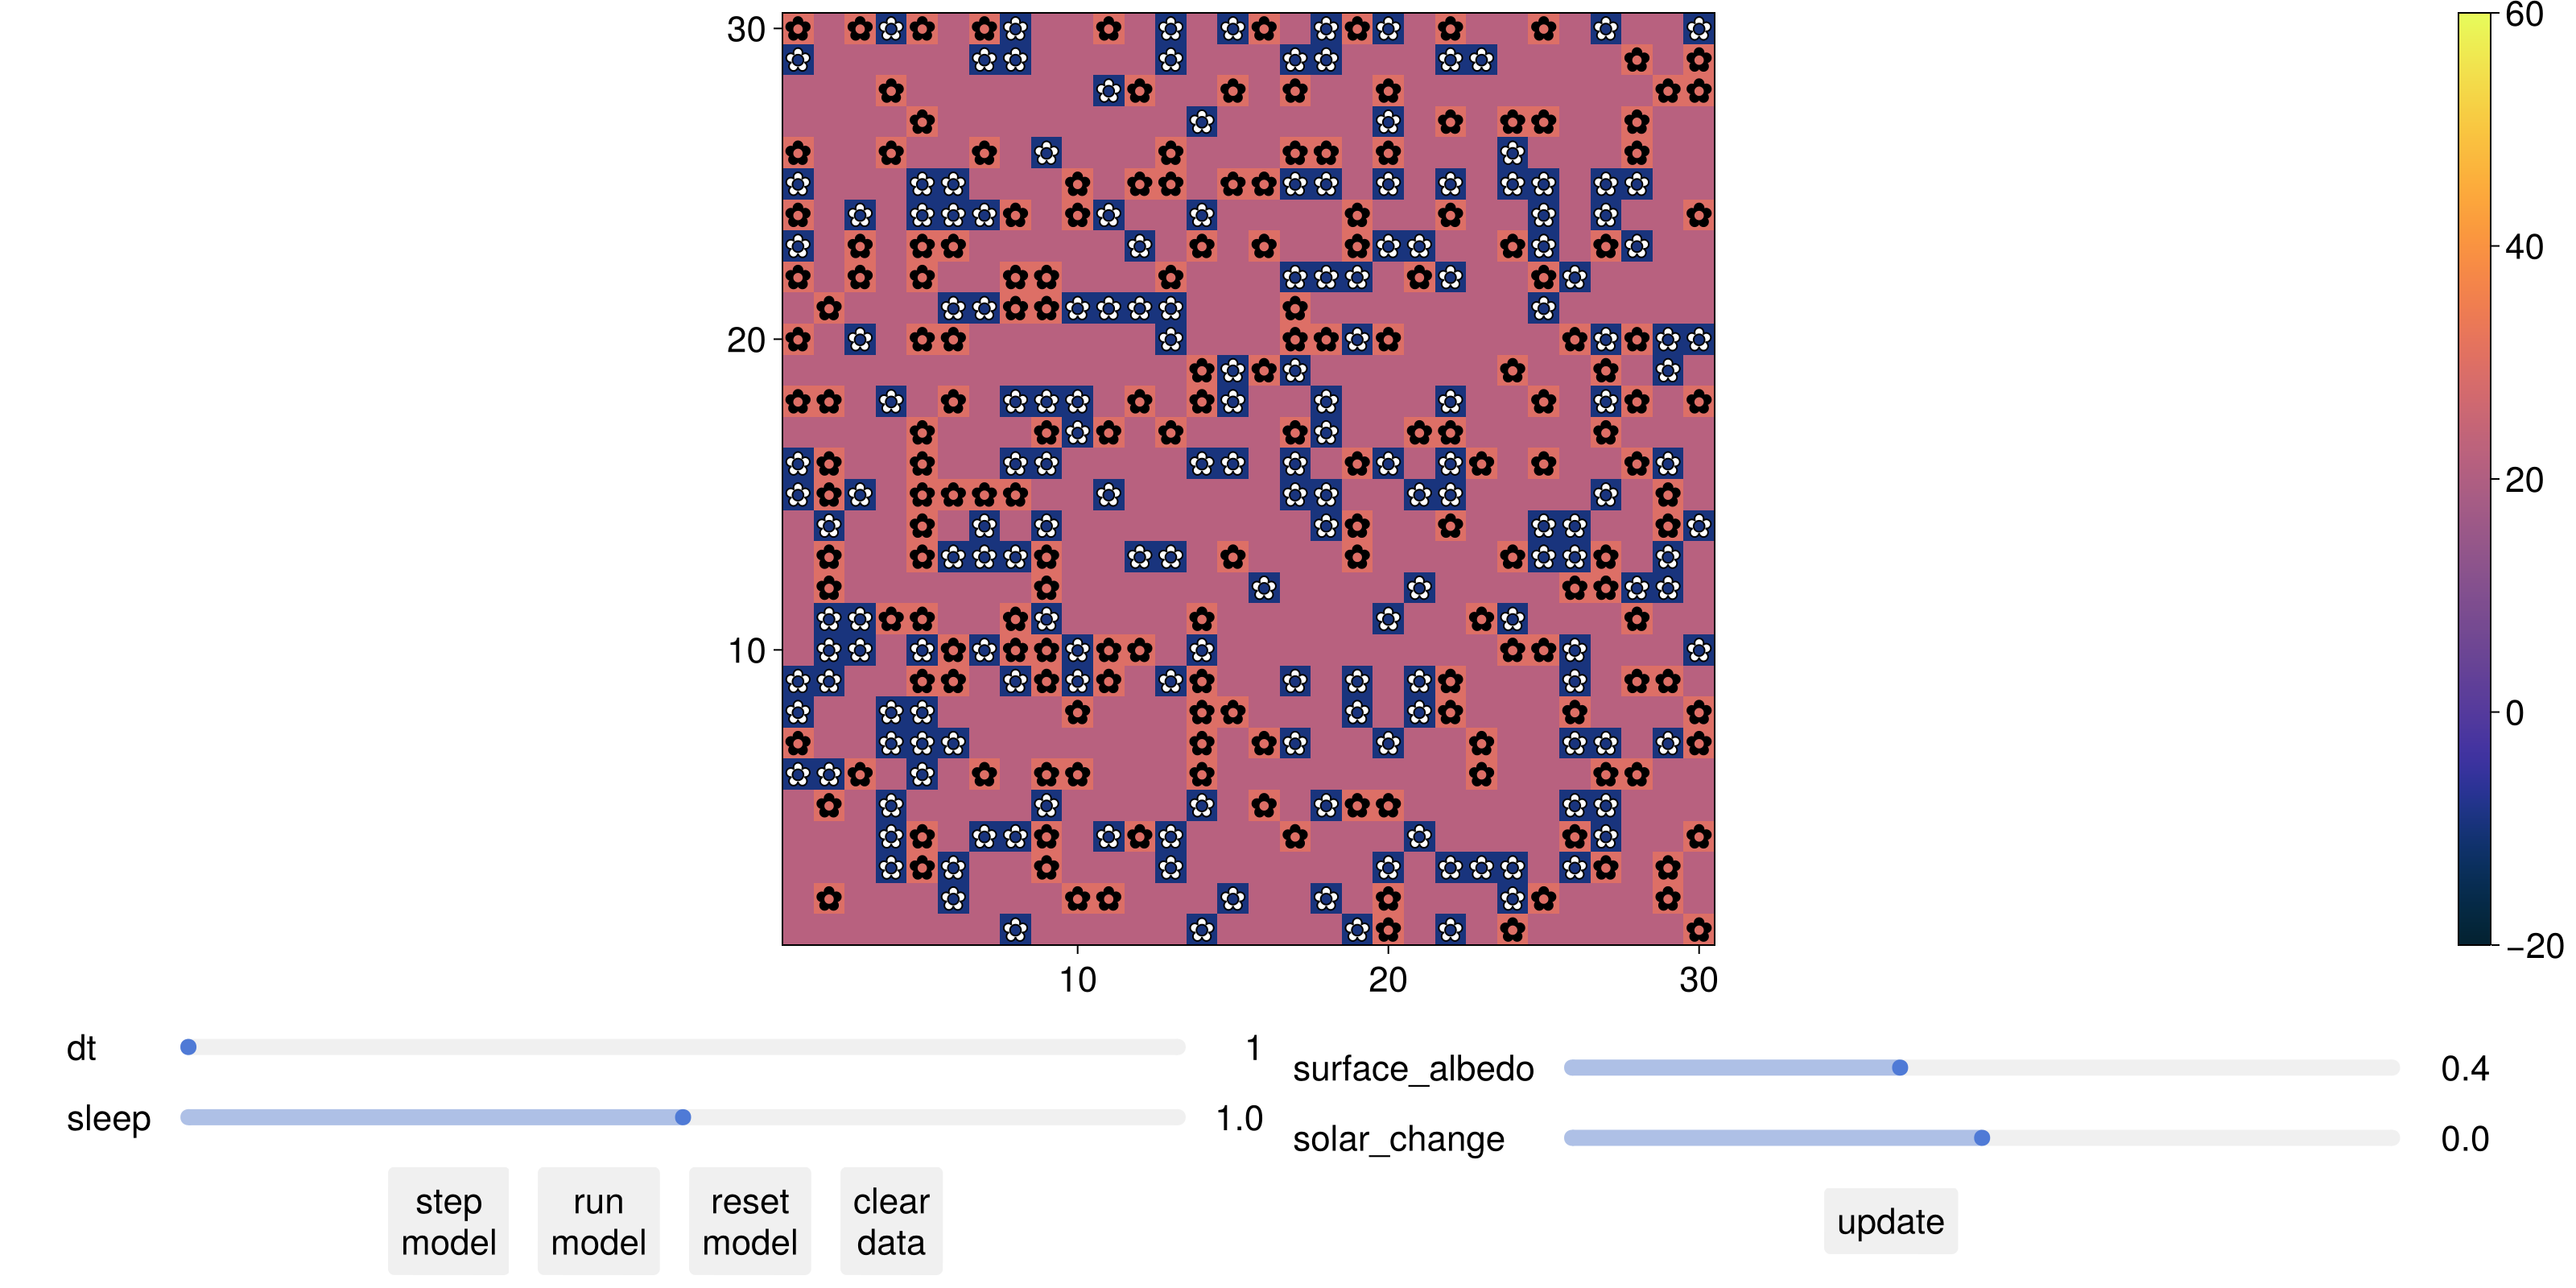 30
20
10
10
20
30
60
40
20
0
−20
dt
1
sleep
1.0
surface_albedo
0.4
solar_change
0.0
step
model
run
model
reset
model
clear
data
update